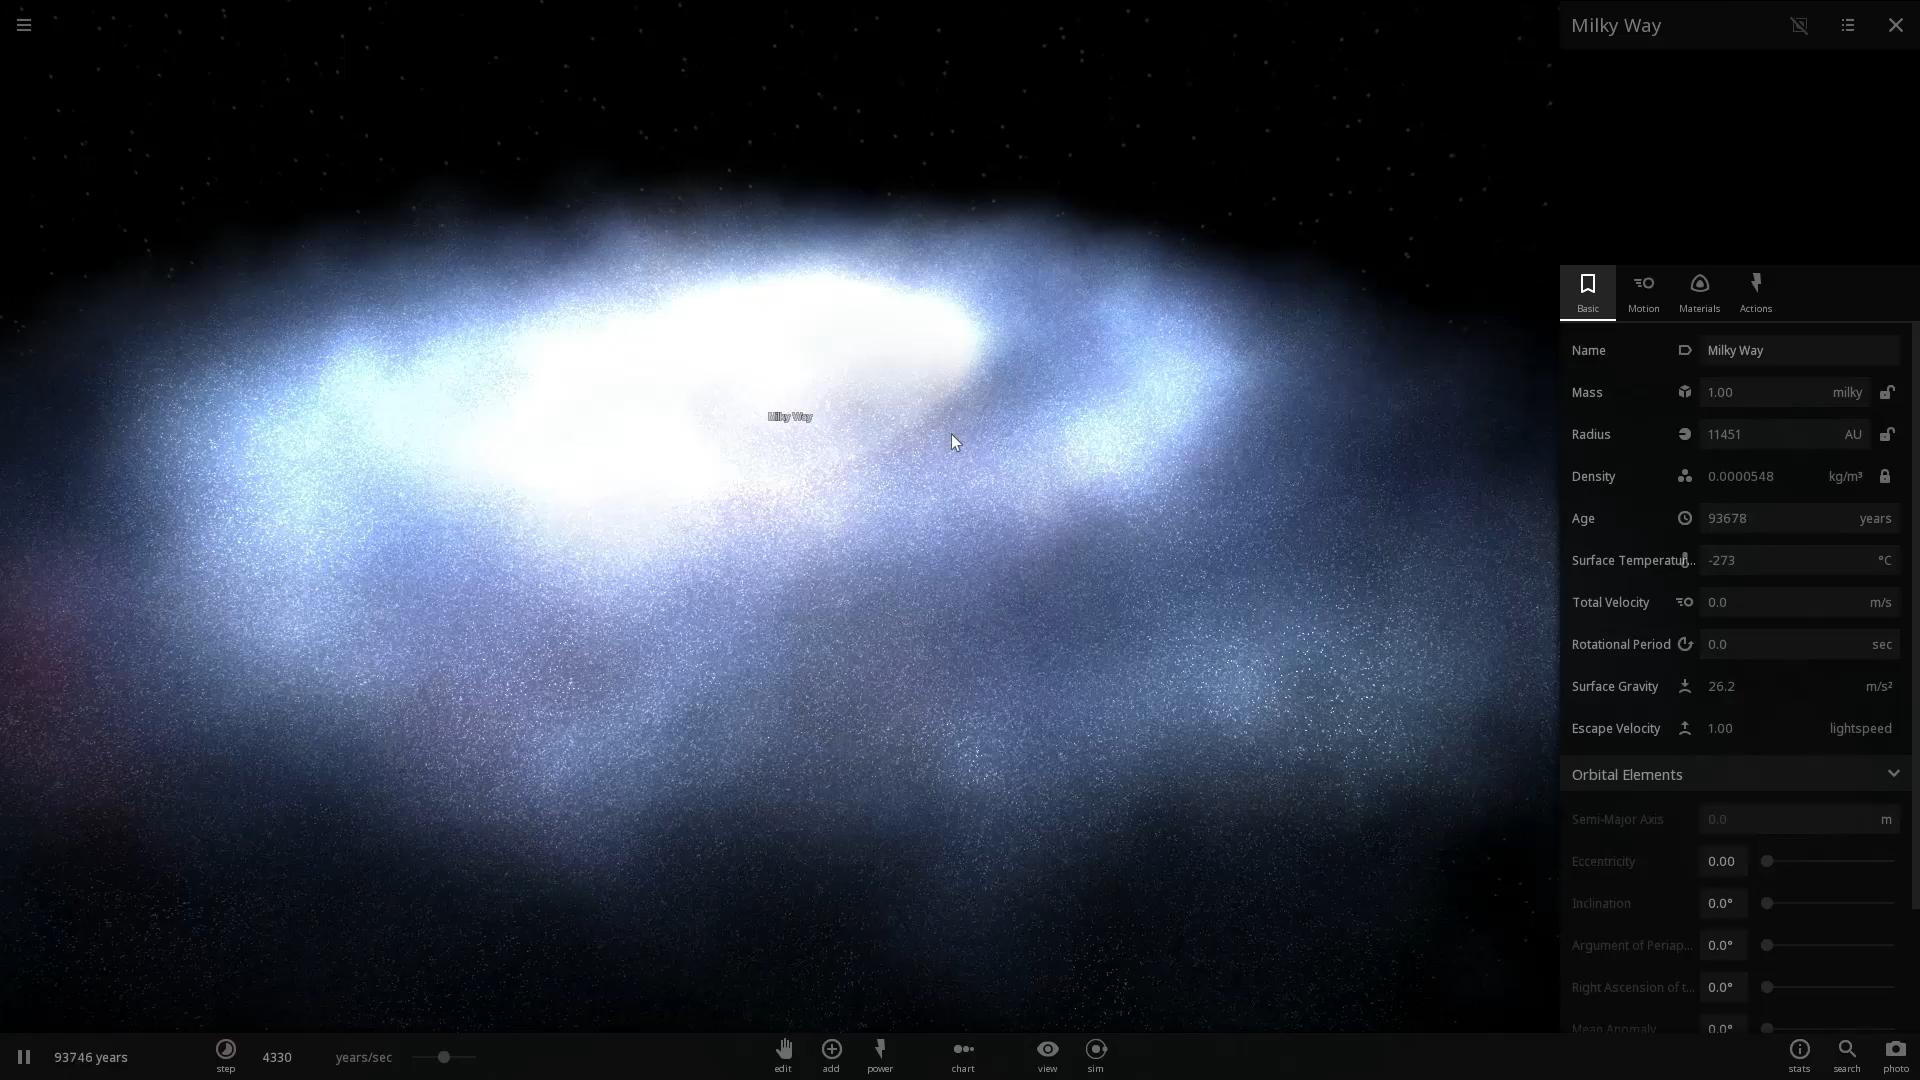 Milky Way
Basic
Motion
Materials
Actions
Name
Milky Way
Mass
1.00 milky
Radius
11451 AU
Density
0.0000548 kg/m³
Age
93678 years
Surface Temperatur...
-273 °C
Total Velocity
0.0 m/s
Rotational Period
0.0 sec
Surface Gravity
26.2 m/s²
Escape Velocity
1.00 lightspeed
Milky Way
Orbital Elements
Semi-Major Axis
0.0 m
Eccentricity
0.00
Inclination
0.0°
Argument of Periap...
0.0°
Right Ascension of t...
0.0°
Mean Anomaly
0.0°
93746 years
step
4330 years/sec
edit
add
power
chart
view
sim
stats
search
photo